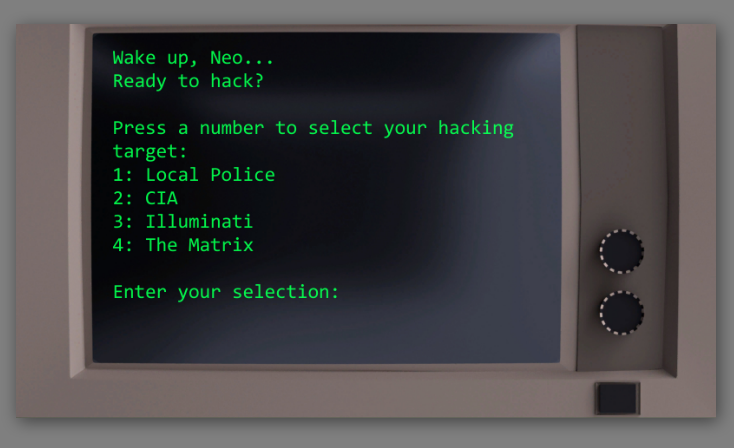 Wake up, Neo...
Ready to hack?
Press a number to select your hacking
target:
1: Local Police
2: CIA
3: Illuminati
4: The Matrix
Enter your selection: